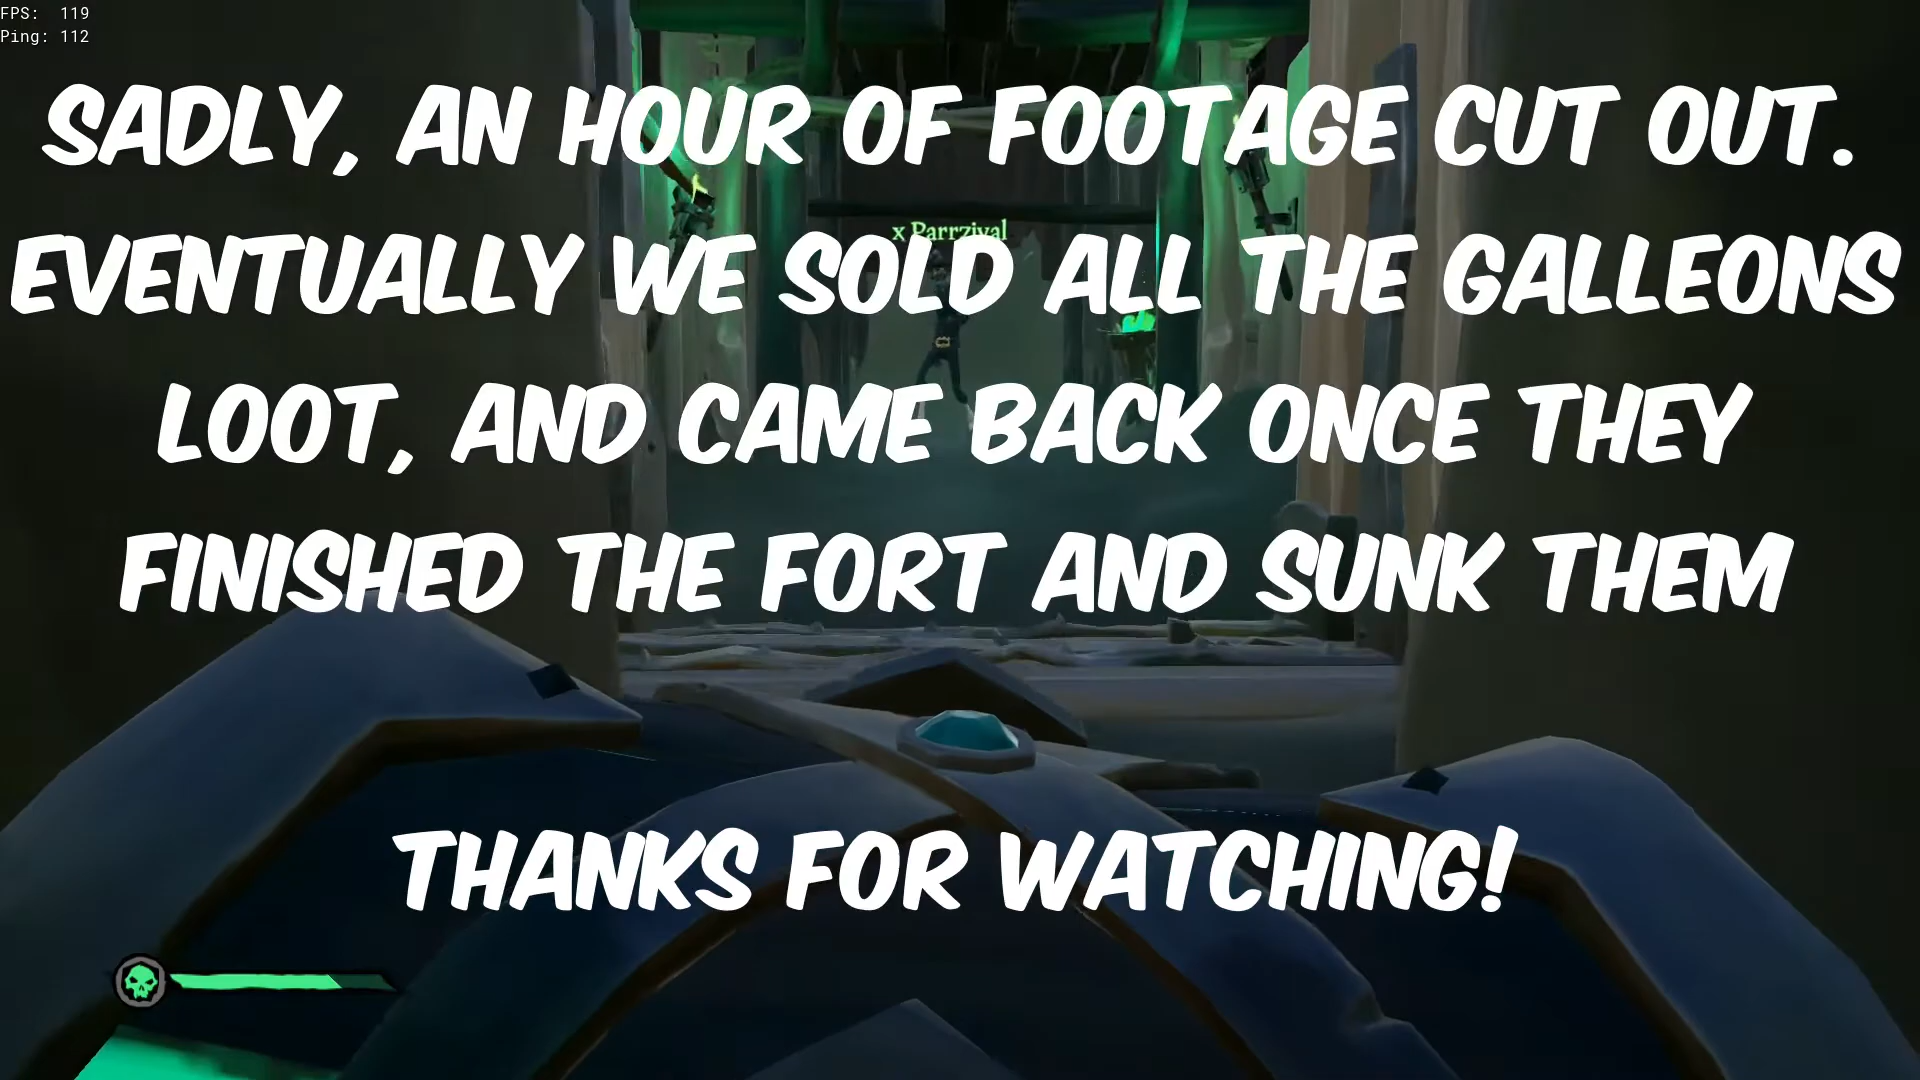 FPS: 119
Ping: 112
SADLY, AN HOUR OF FOOTAGE CUT OUT.
x Parrzival
EVENTUALLY WE SOLD ALL THE GALLEONS
LOOT, AND CAME BACK ONCE THEY
FINISHED THE FORT AND SUNK THEM
THANKS FOR WATCHING!